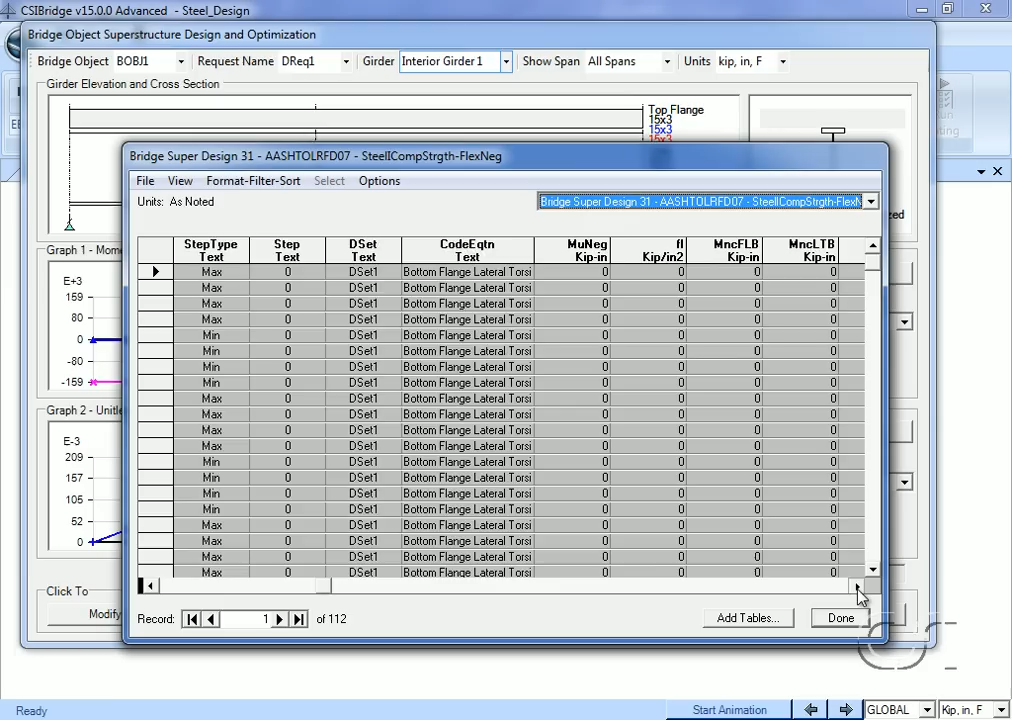 CSIBridge v15.0.0 Advanced - Steel_Design
Bridge Object Superstructure Design and Optimization
Bridge Object BOBJ1 Request Name DReq1 Girder Interior Girder 1 Show Span All Spans Units kip, in, F
Girder Elevation and Cross Section
Top Flange
15x3
15x3
15x3
Bridge Super Design 31 - AASHTOLRFD07 - SteelICompStrgth-FlexNeg
File View Format-Filter-Sort Select Options
Units: As Noted
Bridge Super Design 31 - AASHTOLRFD07 - SteelICompStrgth-FlexN
StepType Step DSet CodeEqtn MuNeg fl MncFLB MncLTB
Text Text Text Text Kip-in Kip/in2 Kip-in Kip-in
Max 0 DSet1 Bottom Flange Lateral Torsi 0 0 0 0
Max 0 DSet1 Bottom Flange Lateral Torsi 0 0 0 0
Max 0 DSet1 Bottom Flange Lateral Torsi 0 0 0 0
Max 0 DSet1 Bottom Flange Lateral Torsi 0 0 0 0
Min 0 DSet1 Bottom Flange Lateral Torsi 0 0 0 0
Min 0 DSet1 Bottom Flange Lateral Torsi 0 0 0 0
Min 0 DSet1 Bottom Flange Lateral Torsi 0 0 0 0
Min 0 DSet1 Bottom Flange Lateral Torsi 0 0 0 0
Max 0 DSet1 Bottom Flange Lateral Torsi 0 0 0 0
Max 0 DSet1 Bottom Flange Lateral Torsi 0 0 0 0
Max 0 DSet1 Bottom Flange Lateral Torsi 0 0 0 0
Max 0 DSet1 Bottom Flange Lateral Torsi 0 0 0 0
Min 0 DSet1 Bottom Flange Lateral Torsi 0 0 0 0
Min 0 DSet1 Bottom Flange Lateral Torsi 0 0 0 0
Min 0 DSet1 Bottom Flange Lateral Torsi 0 0 0 0
Min 0 DSet1 Bottom Flange Lateral Torsi 0 0 0 0
Max 0 DSet1 Bottom Flange Lateral Torsi 0 0 0 0
Max 0 DSet1 Bottom Flange Lateral Torsi 0 0 0 0
Max 0 DSet1 Bottom Flange Lateral Torsi 0 0 0 0
Max 0 DSet1 Bottom Flange Lateral Torsi 0 0 0 0
Record: 1 of 112
Add Tables... Done
Graph 1 - Mome
E+3
159
80
0
-80
-159
Graph 2 - Unitle
E-3
209
157
105
52
0
Click To
Modify
Ready
Start Animation
GLOBAL
Kip, in, F